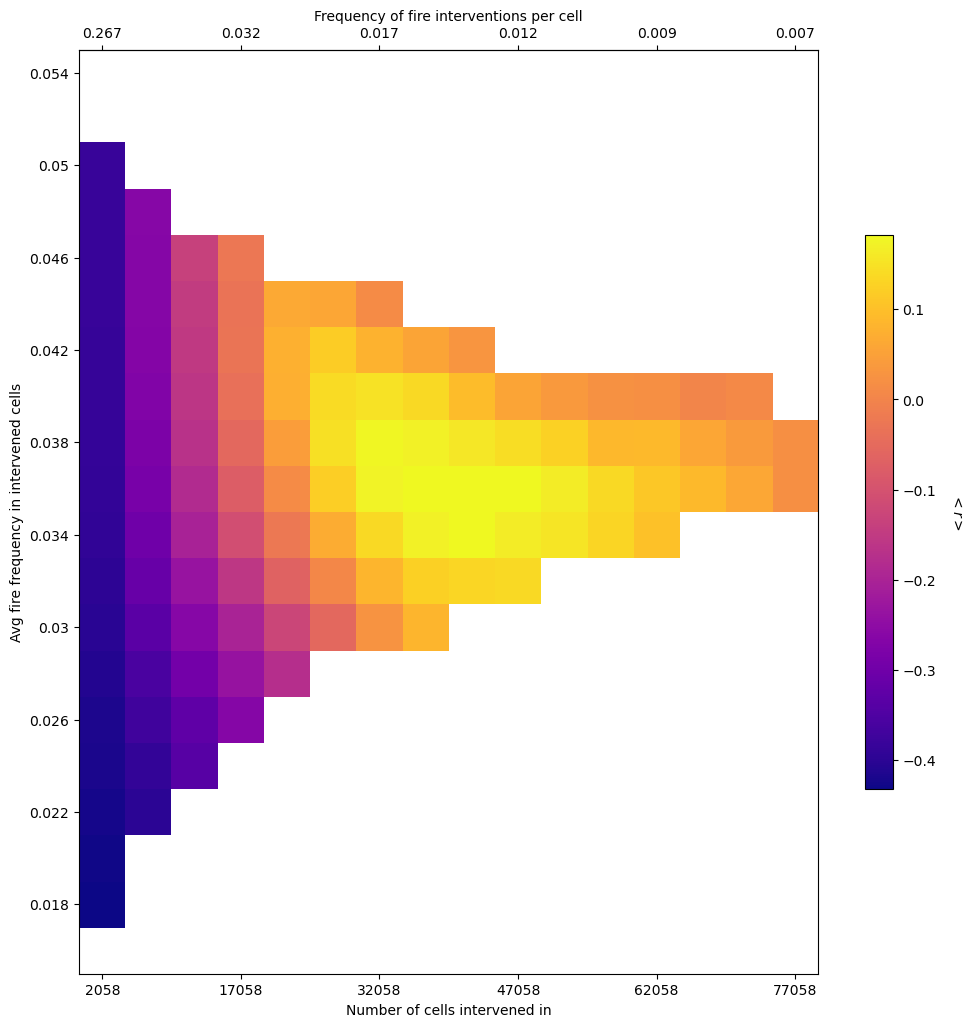 Frequency of fire interventions per cell
0.267 0.032 0.017 0.012 0.009 0.007
Avg fire frequency in intervened cells
0.054
0.05
0.046
0.042
0.038
0.034
0.03
0.026
0.022
0.018
2058 17058 32058 47058 62058 77058
Number of cells intervened in
0.1
0.0
−0.1
−0.2
−0.3
−0.4
< r >